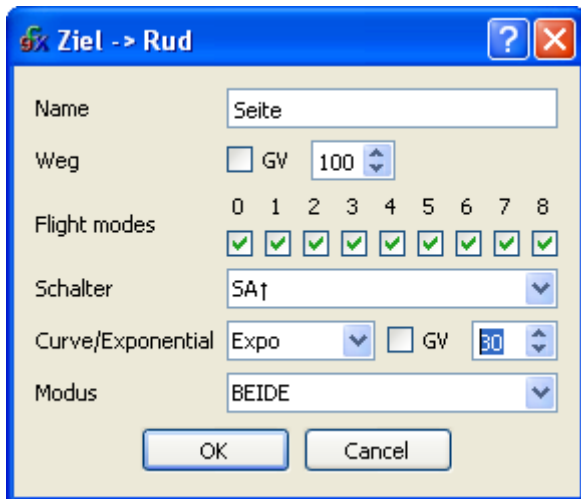 9x Ziel -> Rud
Name Seite
Weg GV 100
0 1 2 3 4 5 6 7 8
Flight modes
Schalter SA↑
Curve/Exponential Expo GV 30
Modus BEIDE
OK Cancel